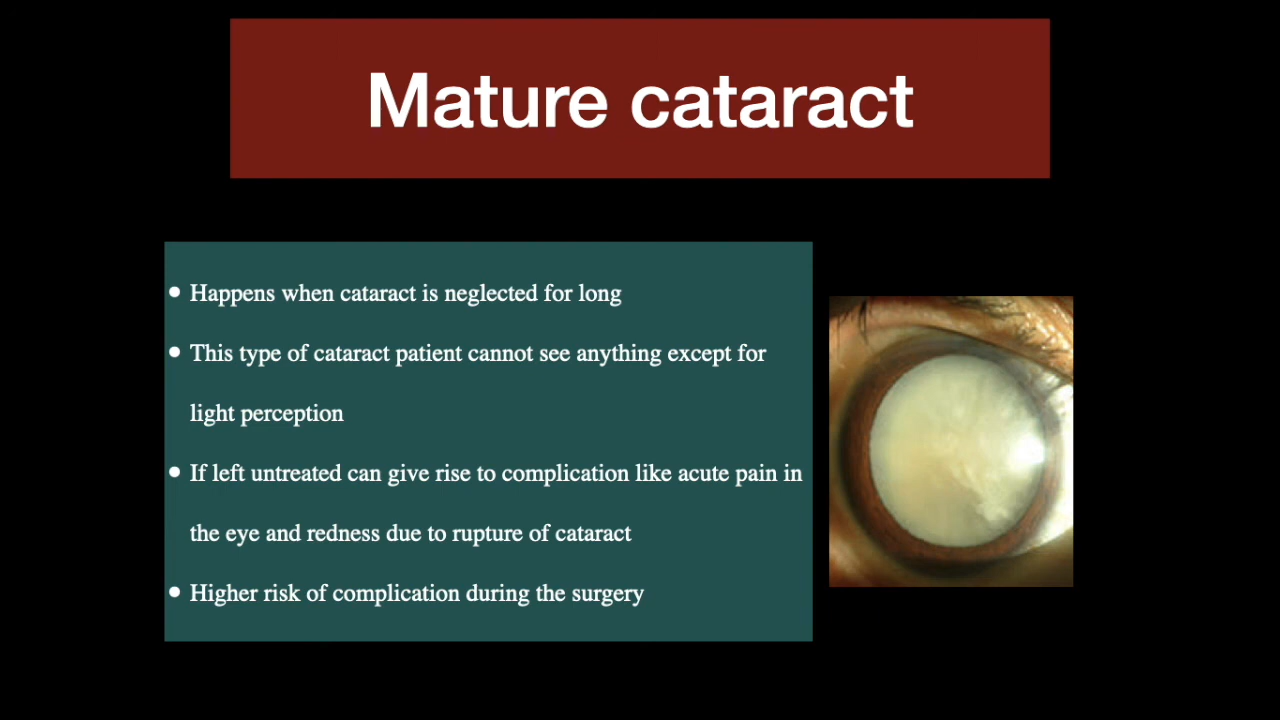 Mature cataract
• Happens when cataract is neglected for long
• This type of cataract patient cannot see anything except for
light perception
• If left untreated can give rise to complication like acute pain in
the eye and redness due to rupture of cataract
• Higher risk of complication during the surgery